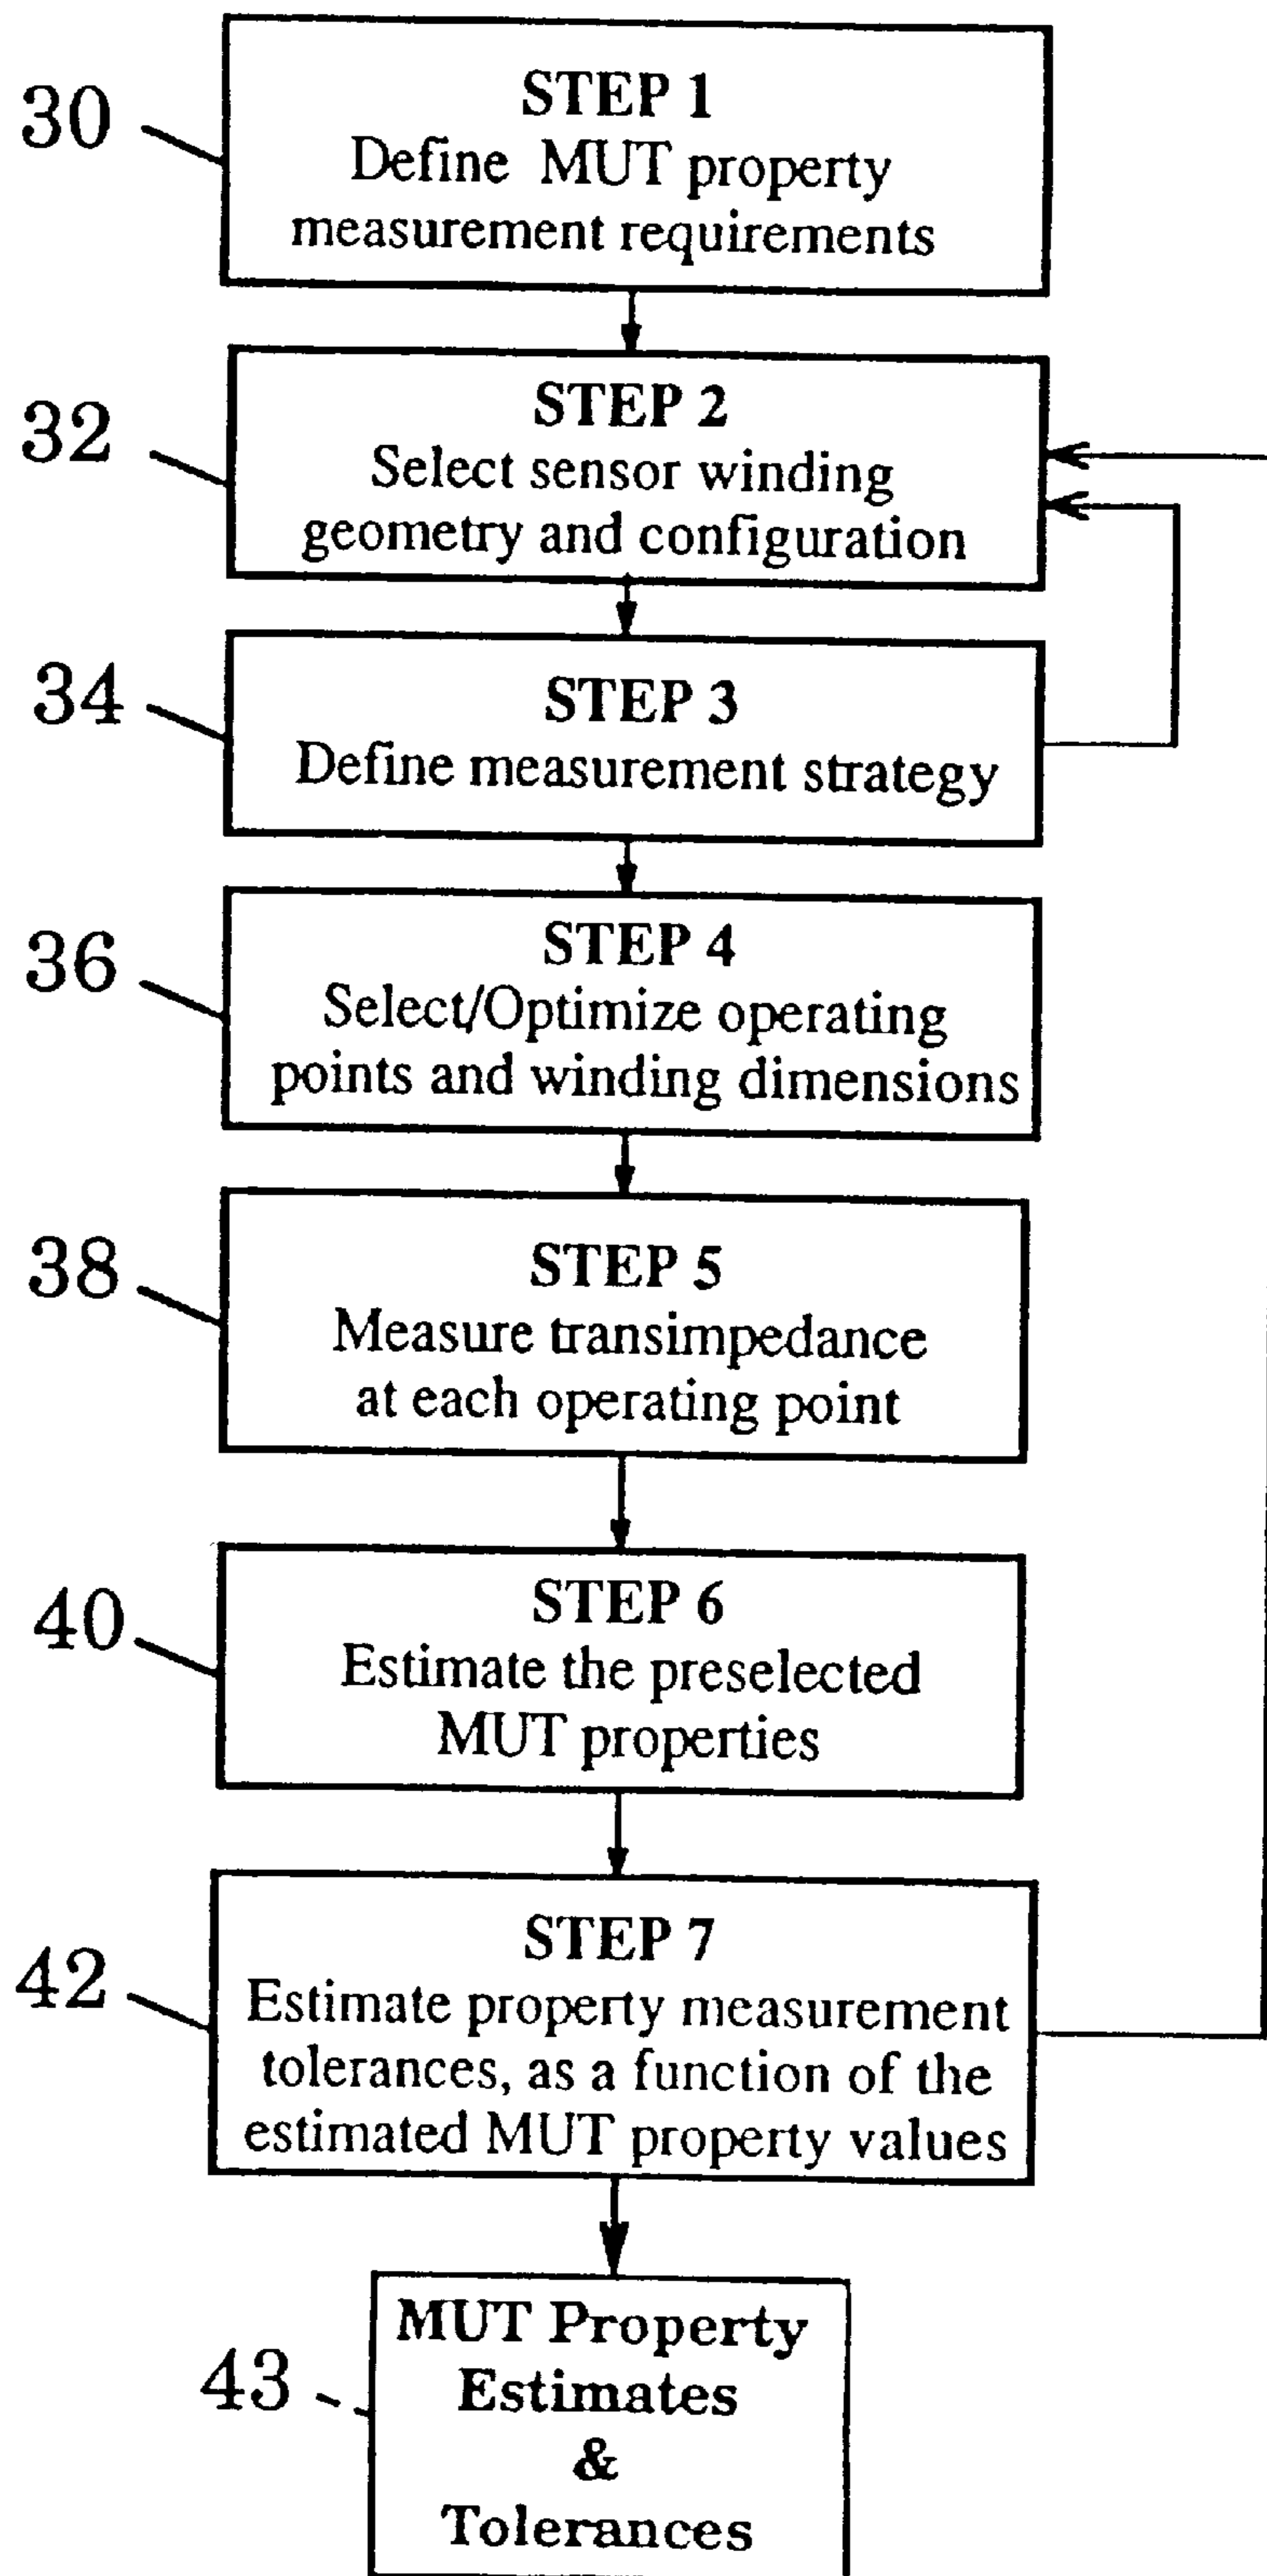 30
STEP 1
Define MUT property
measurement requirements
32
STEP 2
Select sensor winding
geometry and configuration
34
STEP 3
Define measurement strategy
36
STEP 4
Select/Optimize operating
points and winding dimensions
38
STEP 5
Measure transimpedance
at each operating point
40
STEP 6
Estimate the preselected
MUT properties
42
STEP 7
Estimate property measurement
tolerances, as a function of the
estimated MUT property values
43
MUT Property
Estimates
&
Tolerances